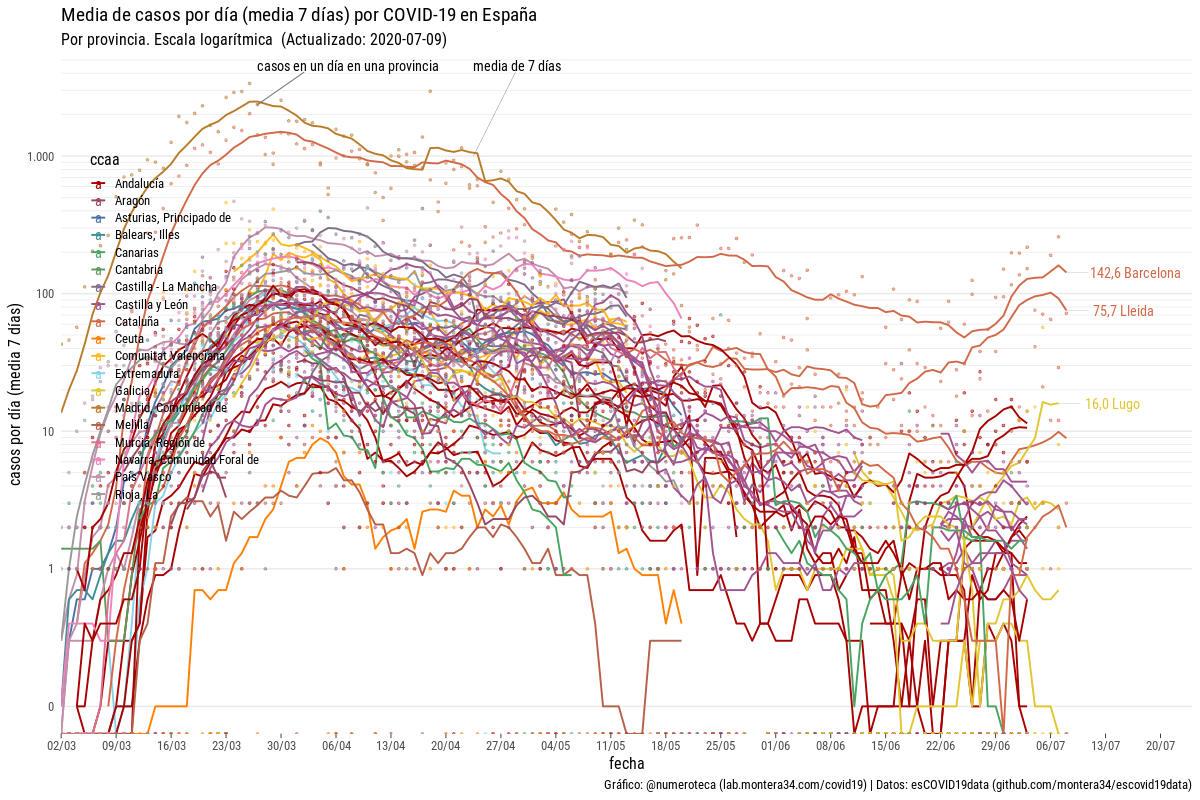 Media de casos por día (media 7 días) por COVID-19 en España
Por provincia. Escala logarítmica (Actualizado: 2020-07-09)
casos en un día en una provincia
media de 7 días
casos por día (media 7 días)
1.000
100
10
1
0
ccaa
Andalucía
Aragón
Asturias, Principado de
Balears, Illes
Canarias
Cantabria
Castilla - La Mancha
Castilla y León
Cataluña
Ceuta
Comunitat Valenciana
Extremadura
Galicia
Madrid, Comunidad de
Melilla
Murcia, Región de
Navarra, Comunidad Foral de
País Vasco
Rioja, La
142,6 Barcelona
75,7 Lleida
16,0 Lugo
02/03 09/03 16/03 23/03 30/03 06/04 13/04 20/04 27/04 04/05 11/05 18/05 25/05 01/06 08/06 15/06 22/06 29/06 06/07 13/07 20/07
fecha
Gráfico: @numeroteca (lab.montera34.com/covid19) | Datos: esCOVID19data (github.com/montera34/escovid19data)